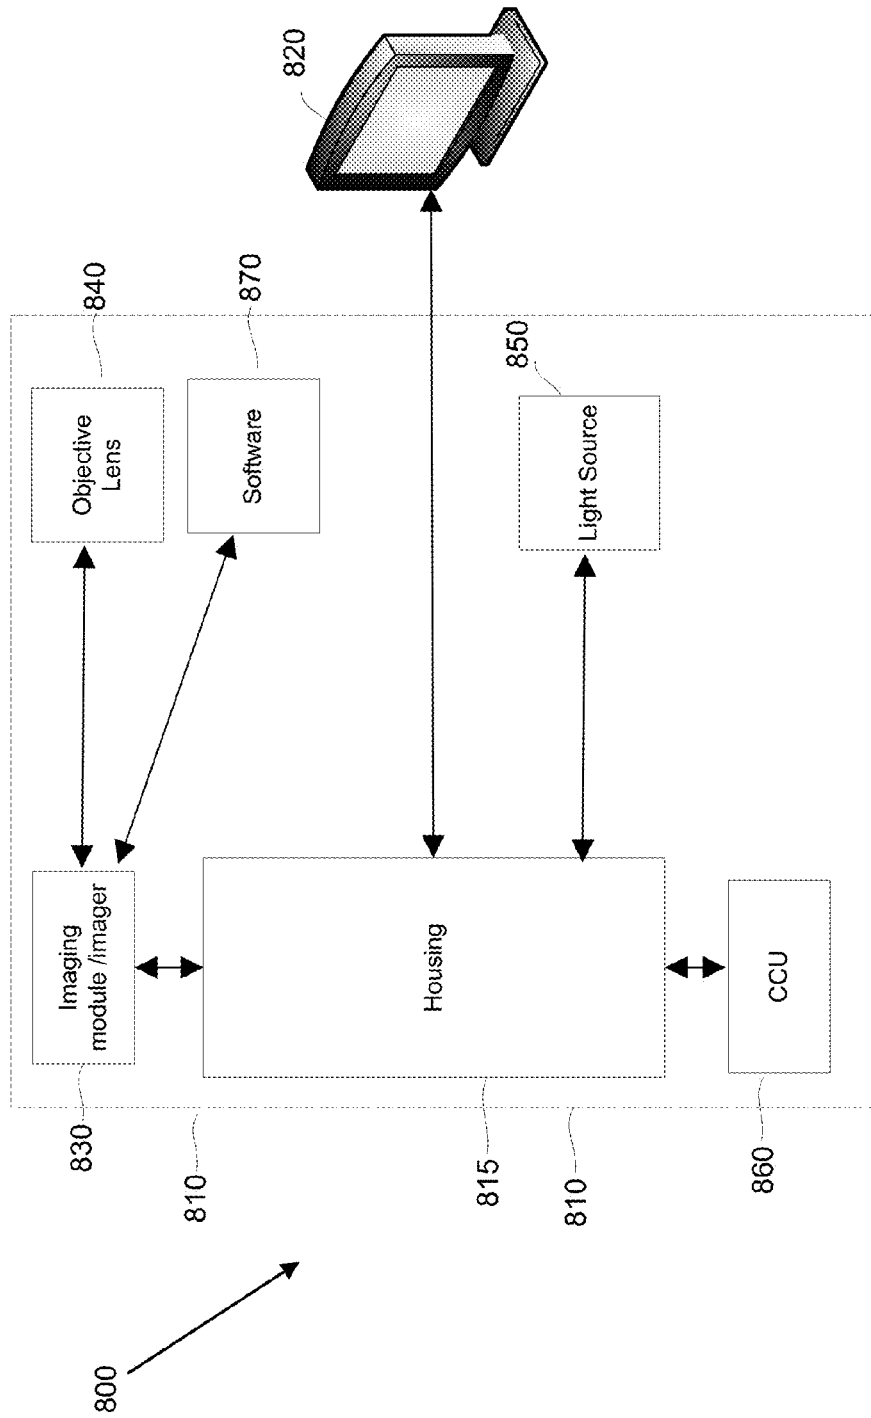 800
810
830
Imaging
module /imager
840
Objective
Lens
870
Software
820
815
Housing
810
850
Light Source
860
CCU